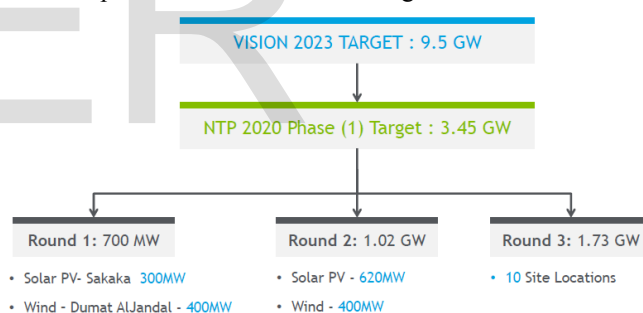 VISION 2023 TARGET : 9.5 GW
NTP 2020 Phase (1) Target : 3.45 GW
Round 1: 700 MW
• Solar PV- Sakaka 300MW
• Wind - Dumat AlJandal - 400MW
Round 2: 1.02 GW
• Solar PV - 620MW
• Wind - 400MW
Round 3: 1.73 GW
• 10 Site Locations